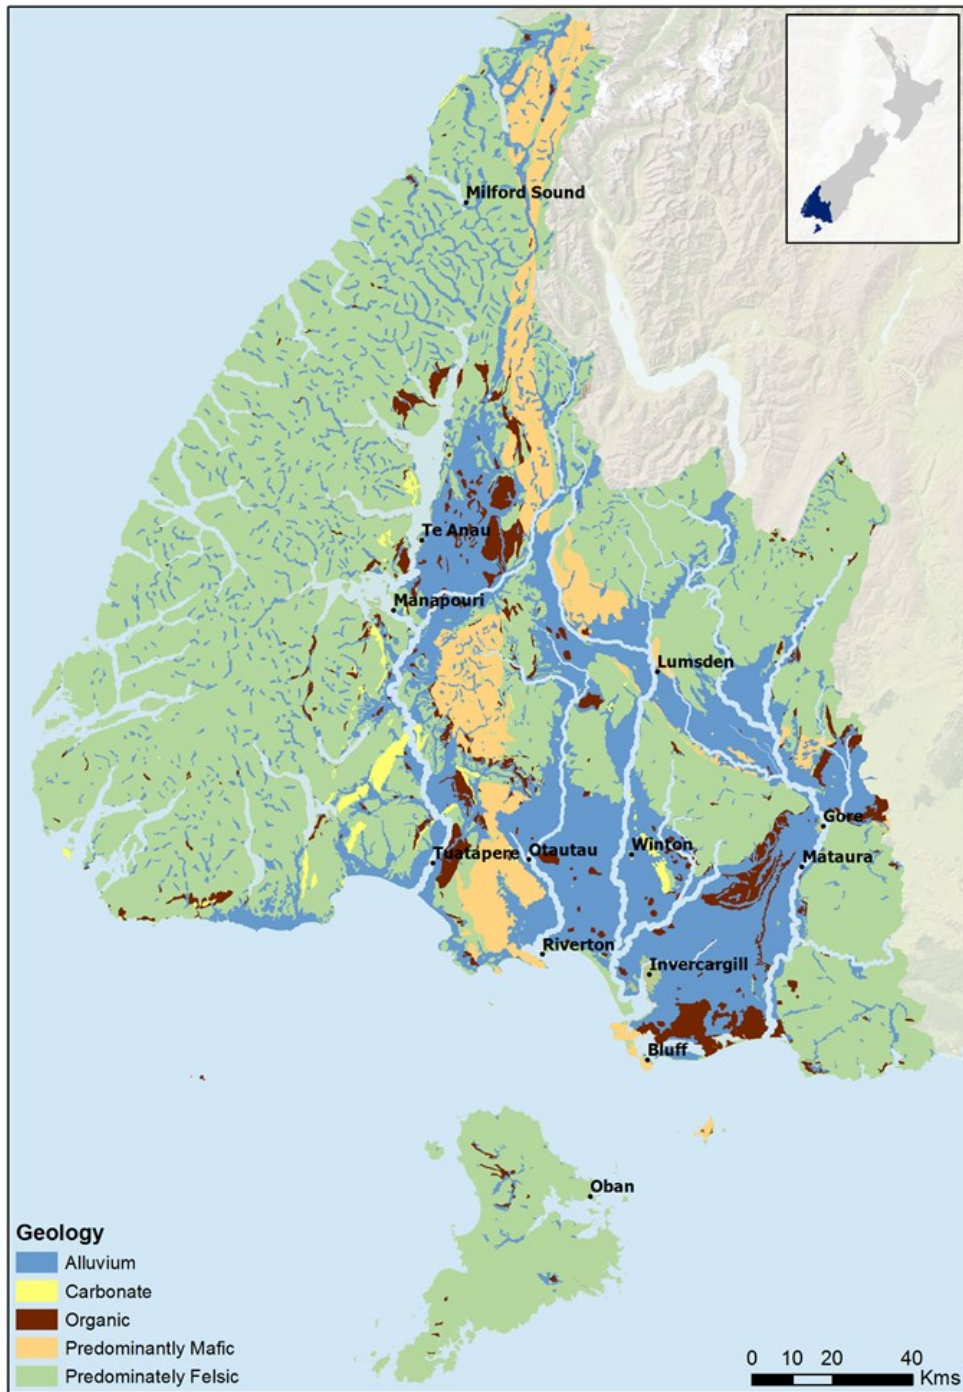 Milford Sound
Te Anau
Manapouri
Lumsden
Gore
Tuatapere
Otautau
Winton
Mataura
Riverton
Invercargill
Bluff
Oban
Geology
Alluvium
Carbonate
Organic
Predominantly Mafic
Predominately Felsic
0 10 20 40
Kms